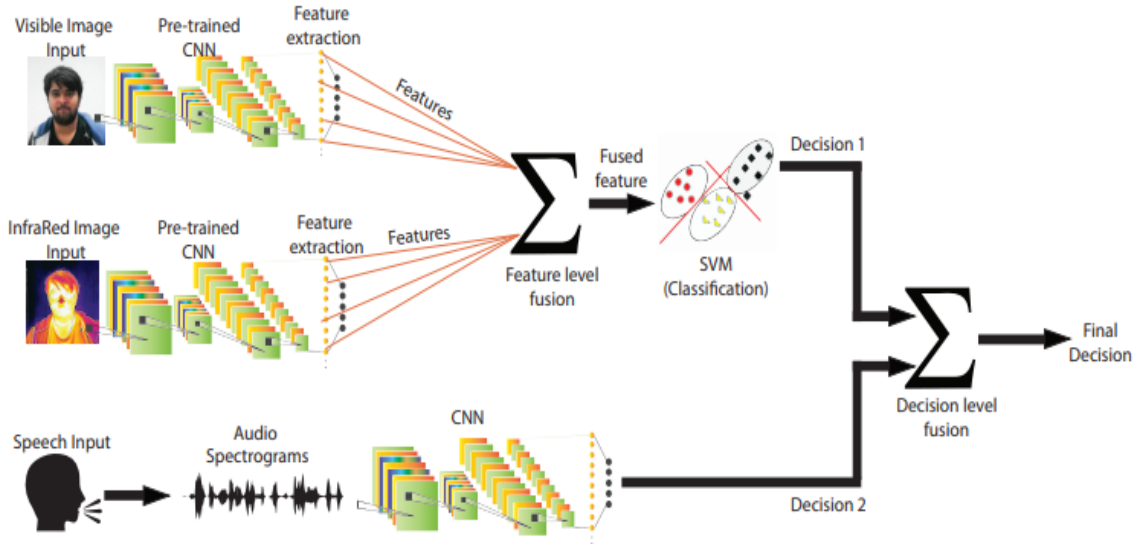 Visible Image
Input
Pre-trained
CNN
Feature
extraction
Features
Fused
feature
Decision 1
InfraRed Image
Input
Pre-trained
CNN
Feature
extraction
Features
Feature level
fusion
SVM
(Classification)
Final
Decision
Decision level
fusion
Speech Input
Audio
Spectrograms
CNN
Decision 2